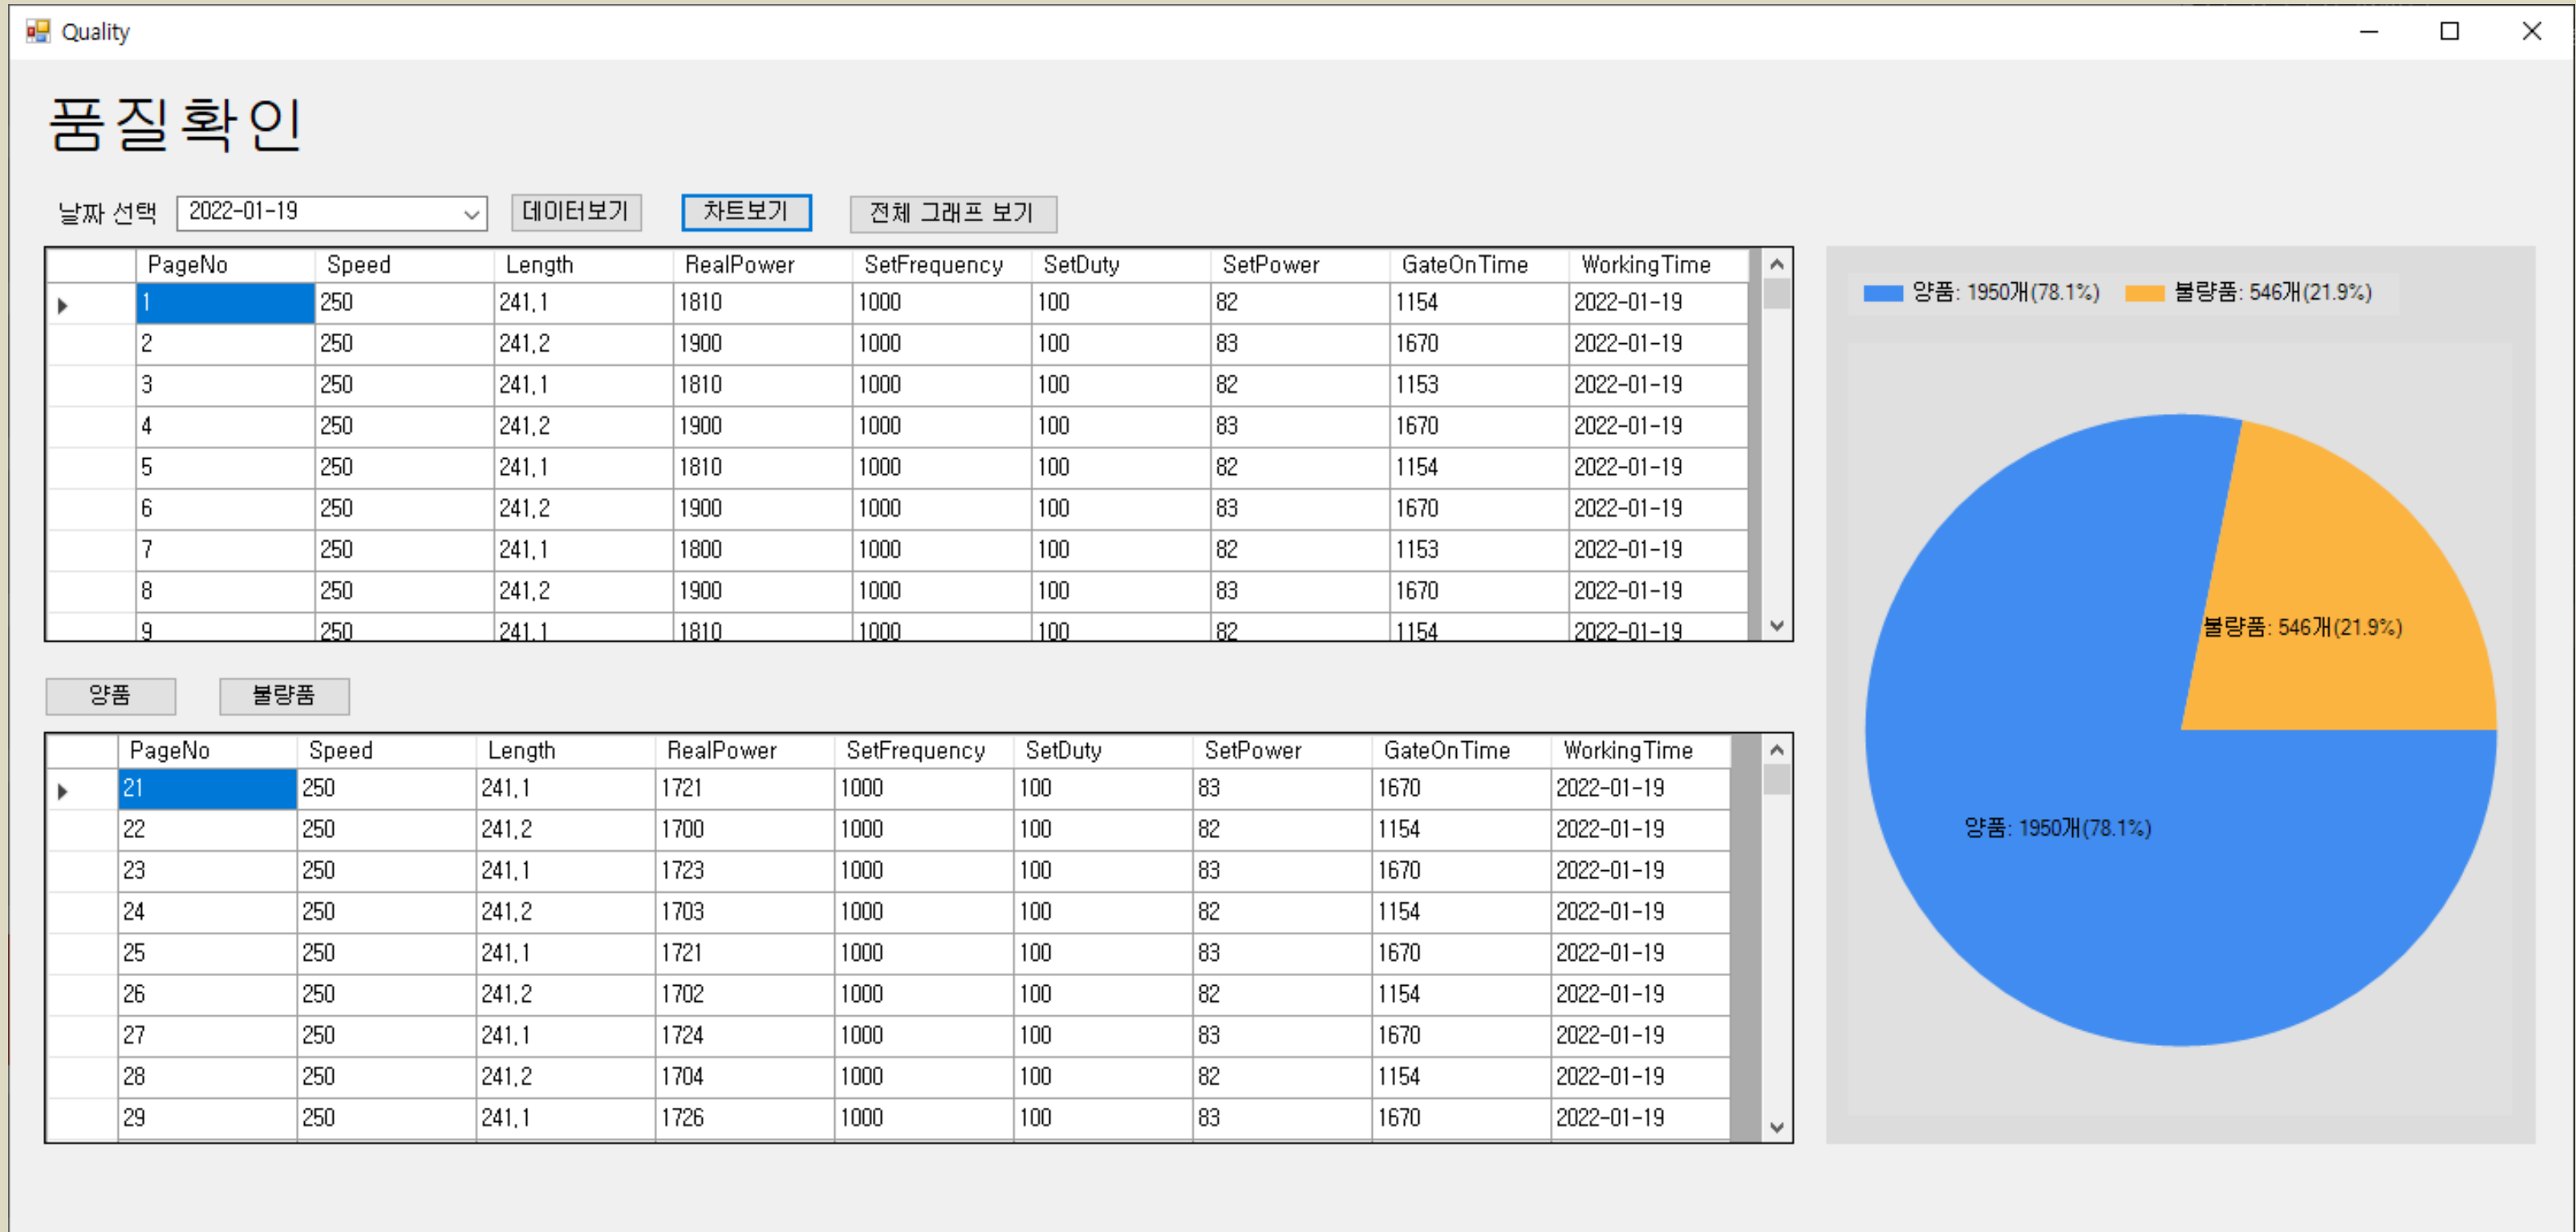 Quality
품질확인
날짜 선택 2022-01-19 데이터보기 차트보기 전체 그래프 보기
PageNo Speed Length RealPower SetFrequency SetDuty SetPower GateOnTime WorkingTime
1 250 241,1 1810 1000 100 82 1154 2022-01-19
2 250 241,2 1900 1000 100 83 1670 2022-01-19
3 250 241,1 1810 1000 100 82 1153 2022-01-19
4 250 241,2 1900 1000 100 83 1670 2022-01-19
5 250 241,1 1810 1000 100 82 1154 2022-01-19
6 250 241,2 1900 1000 100 83 1670 2022-01-19
7 250 241,1 1800 1000 100 82 1153 2022-01-19
8 250 241,2 1900 1000 100 83 1670 2022-01-19
9 250 241,1 1810 1000 100 82 1154 2022-01-19
양품 불량품
PageNo Speed Length RealPower SetFrequency SetDuty SetPower GateOnTime WorkingTime
21 250 241,1 1721 1000 100 83 1670 2022-01-19
22 250 241,2 1700 1000 100 82 1154 2022-01-19
23 250 241,1 1723 1000 100 83 1670 2022-01-19
24 250 241,2 1703 1000 100 82 1154 2022-01-19
25 250 241,1 1721 1000 100 83 1670 2022-01-19
26 250 241,2 1702 1000 100 82 1154 2022-01-19
27 250 241,1 1724 1000 100 83 1670 2022-01-19
28 250 241,2 1704 1000 100 82 1154 2022-01-19
29 250 241,1 1726 1000 100 83 1670 2022-01-19
양품: 1950개(78.1%) 불량품: 546개(21.9%)
불량품: 546개(21.9%)
양품: 1950개(78.1%)